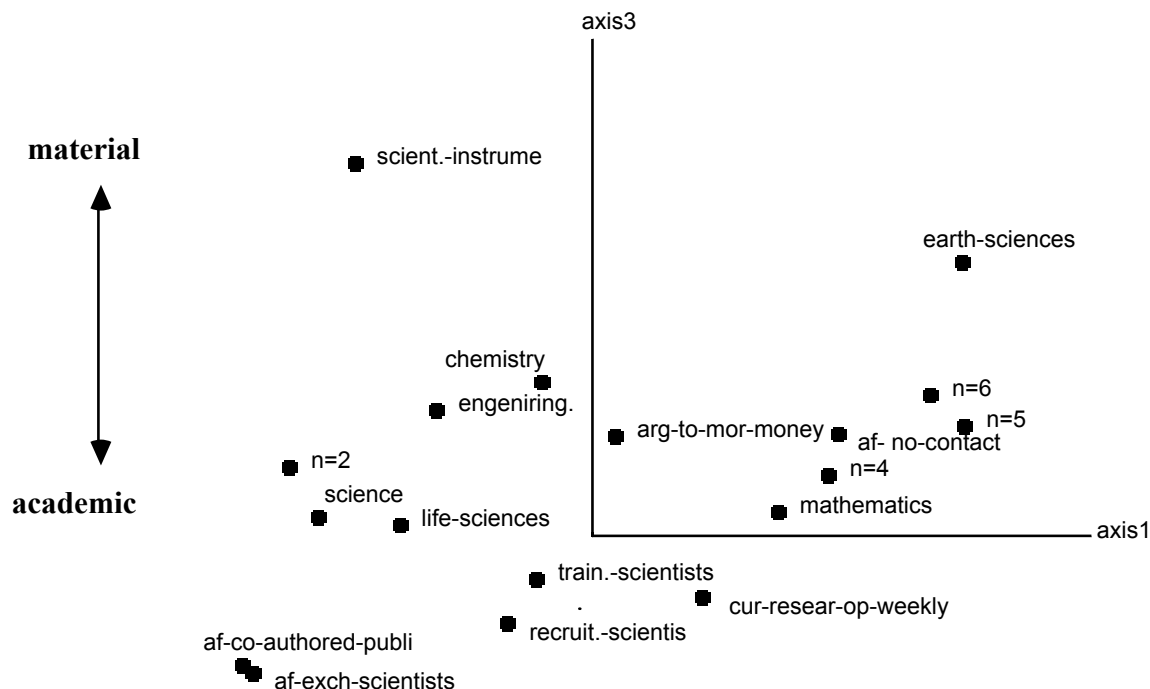 axis3
material
scient.-instrume
earth-sciences
chemistry
engeniring.
n=6
n=5
arg-to-mor-money
af- no-contact
n=2
n=4
academic
science
mathematics
life-sciences
axis1
train.-scientists
cur-resear-op-weekly
recruit.-scientis
af-co-authored-publi
af-exch-scientists